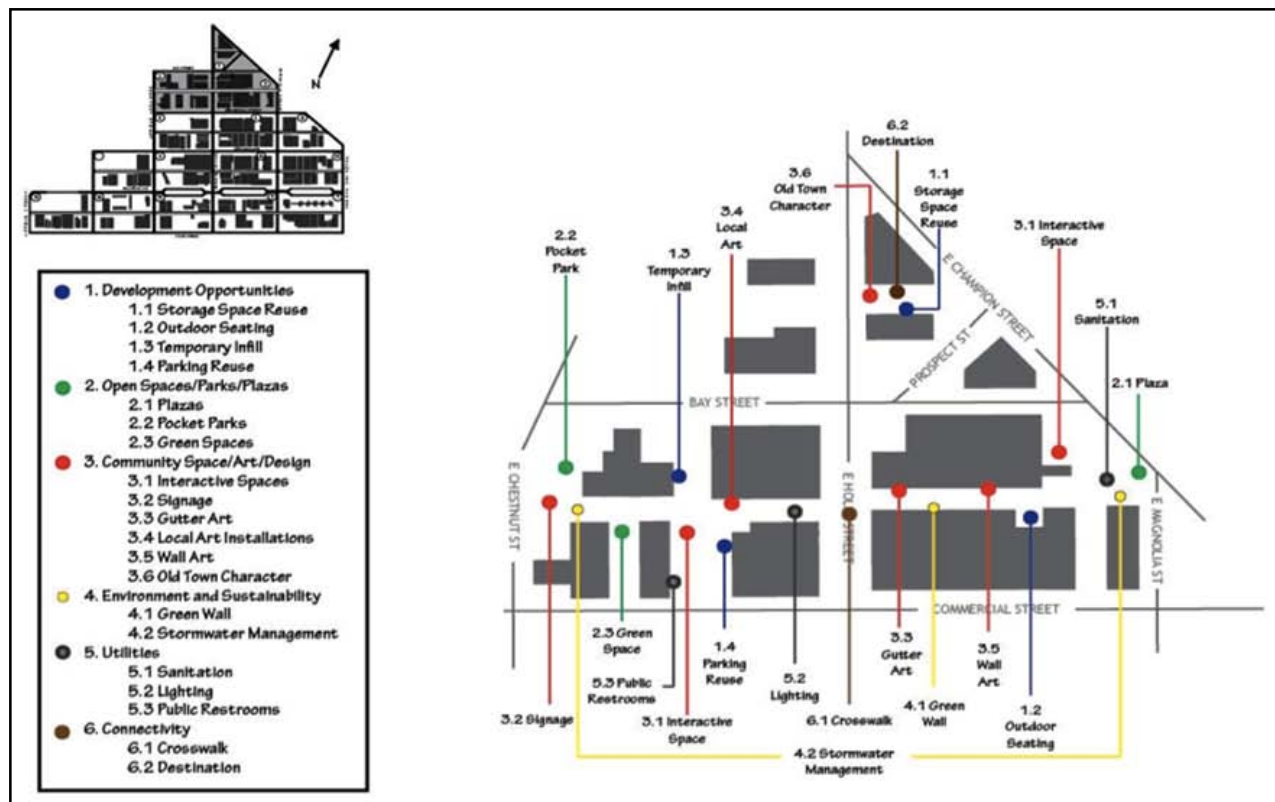 N
1. Development Opportunities
1.1 Storage Space Reuse
1.2 Outdoor Seating
1.3 Temporary Infill
1.4 Parking Reuse
2. Open Spaces/Parks/Plazas
2.1 Plazas
2.2 Pocket Parks
2.3 Green Spaces
3. Community Space/Art/Design
3.1 Interactive Spaces
3.2 Signage
3.3 Gutter Art
3.4 Local Art Installations
3.5 Wall Art
3.6 Old Town Character
4. Environment and Sustainability
4.1 Green Wall
4.2 Stormwater Management
5. Utilities
5.1 Sanitation
5.2 Lighting
5.3 Public Restrooms
6. Connectivity
6.1 Crosswalk
6.2 Destination
6.2
Destination
3.6
Old Town
Character
1.1
Storage
Space
Reuse
3.4
Local
Art
3.1 Interactive
Space
2.2
Pocket
Park
1.3
Temporary
Infill
5.1
Sanitation
2.1 Plaza
E CHAMPION STREET
PROSPECT ST
BAY STREET
E CHESTNUT ST
STREET
E MAGNOLIA ST
COMMERCIAL STREET
2.3 Green
Space
1.4
Parking
Reuse
5.3 Public
Restrooms
5.2
Lighting
3.3
Gutter
Art
3.5
Wall
Art
3.2 Signage
3.1 Interactive
Space
6.1 Crosswalk
4.1 Green
Wall
1.2
Outdoor
Seating
4.2 Stormwater
Management